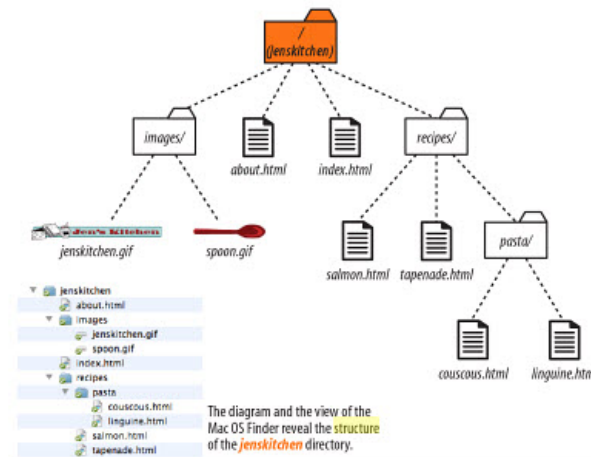 /
(jenskitchen)
images/
about.html
index.html
recipes/
Jen's Kitchen
jenskitchen.gif
spoon.gif
salmon.html
tapenade.html
pasta/
couscous.html
linguine.htm
jenskitchen
about.html
images
jenskitchen.gif
spoon.gif
index.html
recipes
pasta
couscous.html
linguine.html
salmon.html
tapenade.html
The diagram and the view of the
Mac OS Finder reveal the structure
of the jenskitchen directory.